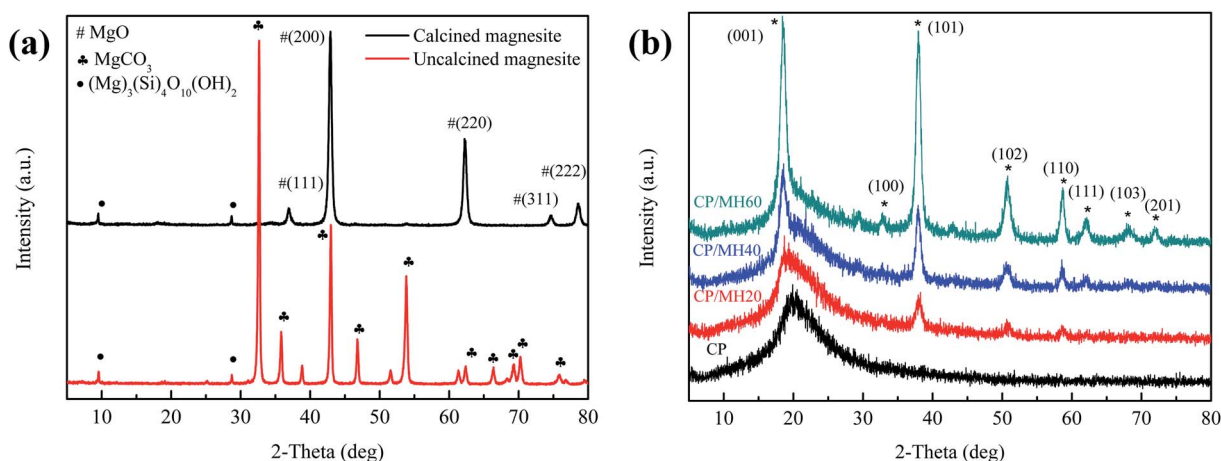 (a)
# MgO
♣ MgCO3
● (Mg)3(Si)4O10(OH)2
Calcined magnesite
Uncalcined magnesite
♣
#(200)
#(220)
#(222)
#(111)
#(311)
● ●
♣
♣
♣
♣
♣ ♣ ♣ ♣
♣
● ●
Intensity (a.u.)
10 20 30 40 50 60 70 80
2-Theta (deg)
(b)
(001) *
* (101)
(102)
*
(110)
*
(111)
*
(103)
*
(201)
*
(100)
*
CP/MH60
CP/MH40
CP/MH20
CP
Intensity (a.u.)
10 20 30 40 50 60 70 80
2-Theta (deg)